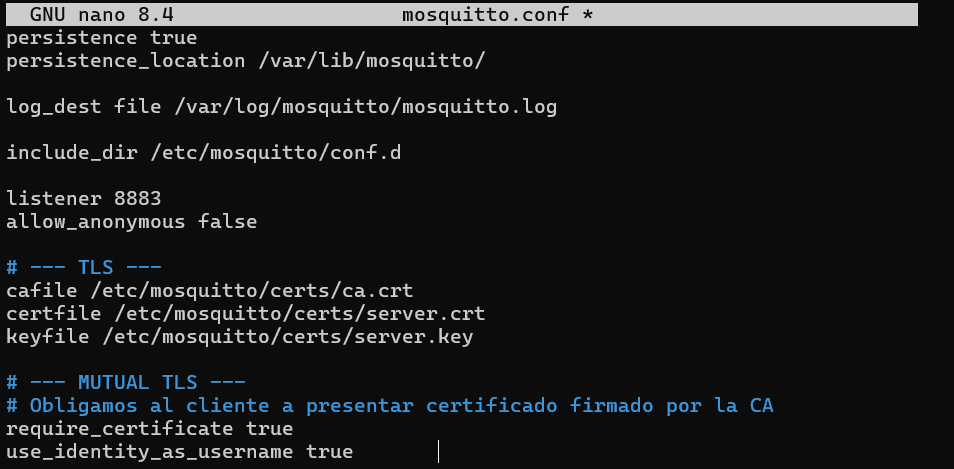 GNU nano 8.4 mosquitto.conf *
persistence true
persistence_location /var/lib/mosquitto/
log_dest file /var/log/mosquitto/mosquitto.log
include_dir /etc/mosquitto/conf.d
listener 8883
allow_anonymous false
# --- TLS ---
cafile /etc/mosquitto/certs/ca.crt
certfile /etc/mosquitto/certs/server.crt
keyfile /etc/mosquitto/certs/server.key
# --- MUTUAL TLS ---
# Obligamos al cliente a presentar certificado firmado por la CA
require_certificate true
use_identity_as_username true